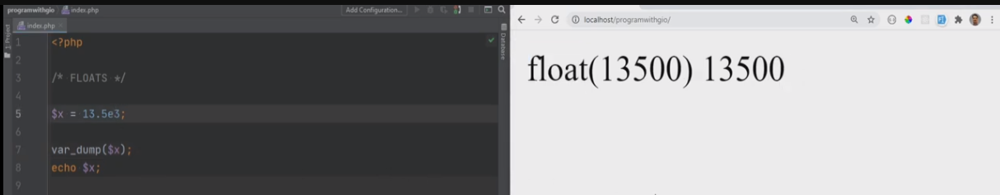 programwithgio index.php Add Configuration...
index.php
1: Project
Database
1 <?php
2
3 /* FLOATS */
4
5 $x = 13.5e3;
6
7 var_dump($x);
8 echo $x;
9
localhost/programwithgio/
float(13500) 13500